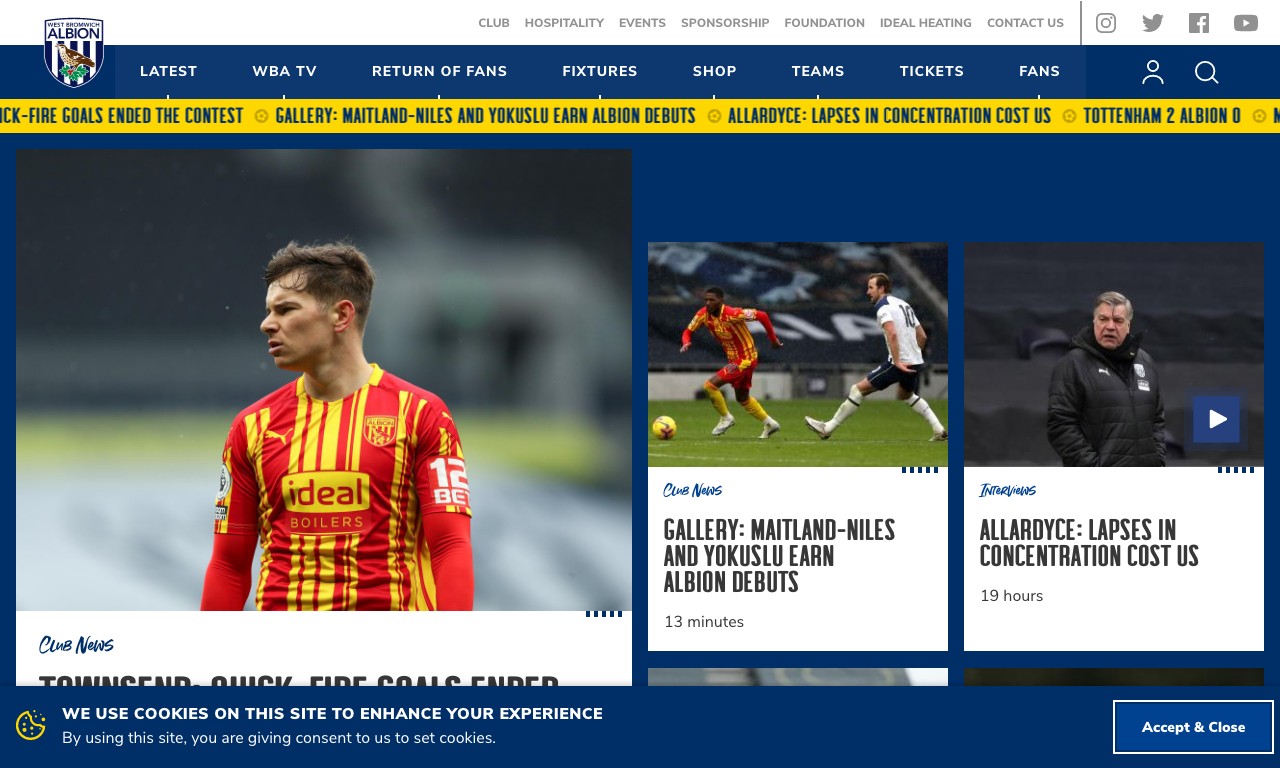 CLUB HOSPITALITY EVENTS SPONSORSHIP FOUNDATION IDEAL HEATING CONTACT US
WEST BROMWICH
ALBION
LATEST WBA TV RETURN OF FANS FIXTURES SHOP TEAMS TICKETS FANS
ICK-FIRE GOALS ENDED THE CONTEST GALLERY: MAITLAND-NILES AND YOKUSLU EARN ALBION DEBUTS ALLARDYCE: LAPSES IN CONCENTRATION COST US TOTTENHAM 2 ALBION 0
ideal
BOILERS
12
BET
AIA
10
Club News
GALLERY: MAITLAND-NILES
AND YOKUSLU EARN
ALBION DEBUTS
13 minutes
Interviews
ALLARDYCE: LAPSES IN
CONCENTRATION COST US
19 hours
Club News
TOWNSEND: QUICK-FIRE GOALS ENDED
WE USE COOKIES ON THIS SITE TO ENHANCE YOUR EXPERIENCE
By using this site, you are giving consent to us to set cookies.
Accept & Close